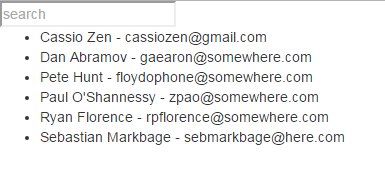 search
Cassio Zen - cassiozen@gmail.com
Dan Abramov - gaearon@somewhere.com
Pete Hunt - floydophone@somewhere.com
Paul O'Shannessy - zpao@somewhere.com
Ryan Florence - rpflorence@somewhere.com
Sebastian Markbage - sebmarkbage@here.com